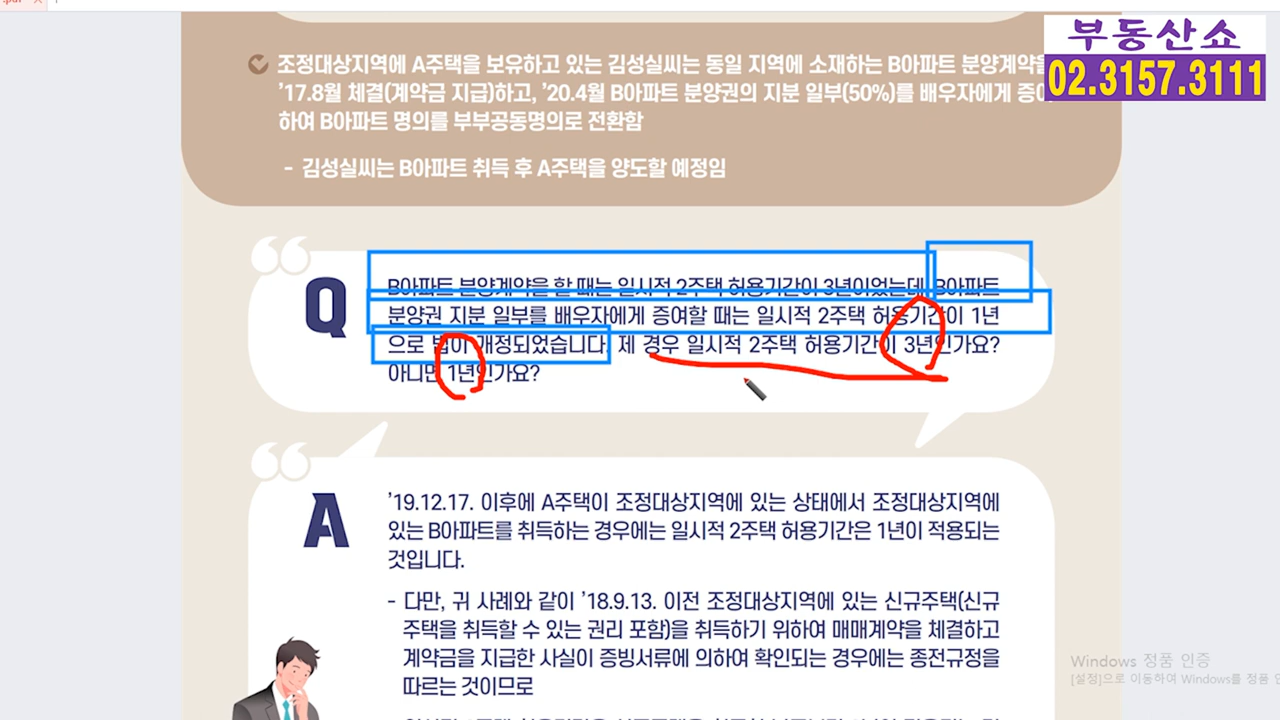 .pdf
부동산쇼
02.3157.3111
조정대상지역에 A주택을 보유하고 있는 김성실씨는 동일 지역에 소재하는 B아파트 분양계약을
'17.8월 체결(계약금 지급)하고, '20.4월 B아파트 분양권의 지분 일부(50%)를 배우자에게 증여
하여 B아파트 명의를 부부공동명의로 전환함
- 김성실씨는 B아파트 취득 후 A주택을 양도할 예정임
Q
B아파트 분양계약을 할 때는 일시적 2주택 허용기간이 3년이었는데 B아파트
분양권 지분 일부를 배우자에게 증여할 때는 일시적 2주택 허용기간이 1년
으로 법이 개정되었습니다. 제 경우 일시적 2주택 허용기간이 3년인가요?
아니면 1년인가요?
A
'19.12.17. 이후에 A주택이 조정대상지역에 있는 상태에서 조정대상지역에
있는 B아파트를 취득하는 경우에는 일시적 2주택 허용기간은 1년이 적용되는
것입니다.
- 다만, 귀 사례와 같이 '18.9.13. 이전 조정대상지역에 있는 신규주택(신규
주택을 취득할 수 있는 권리 포함)을 취득하기 위하여 매매계약을 체결하고
계약금을 지급한 사실이 증빙서류에 의하여 확인되는 경우에는 종전규정을
따르는 것이므로
Windows 정품 인증
[설정]으로 이동하여 Windows를 정품